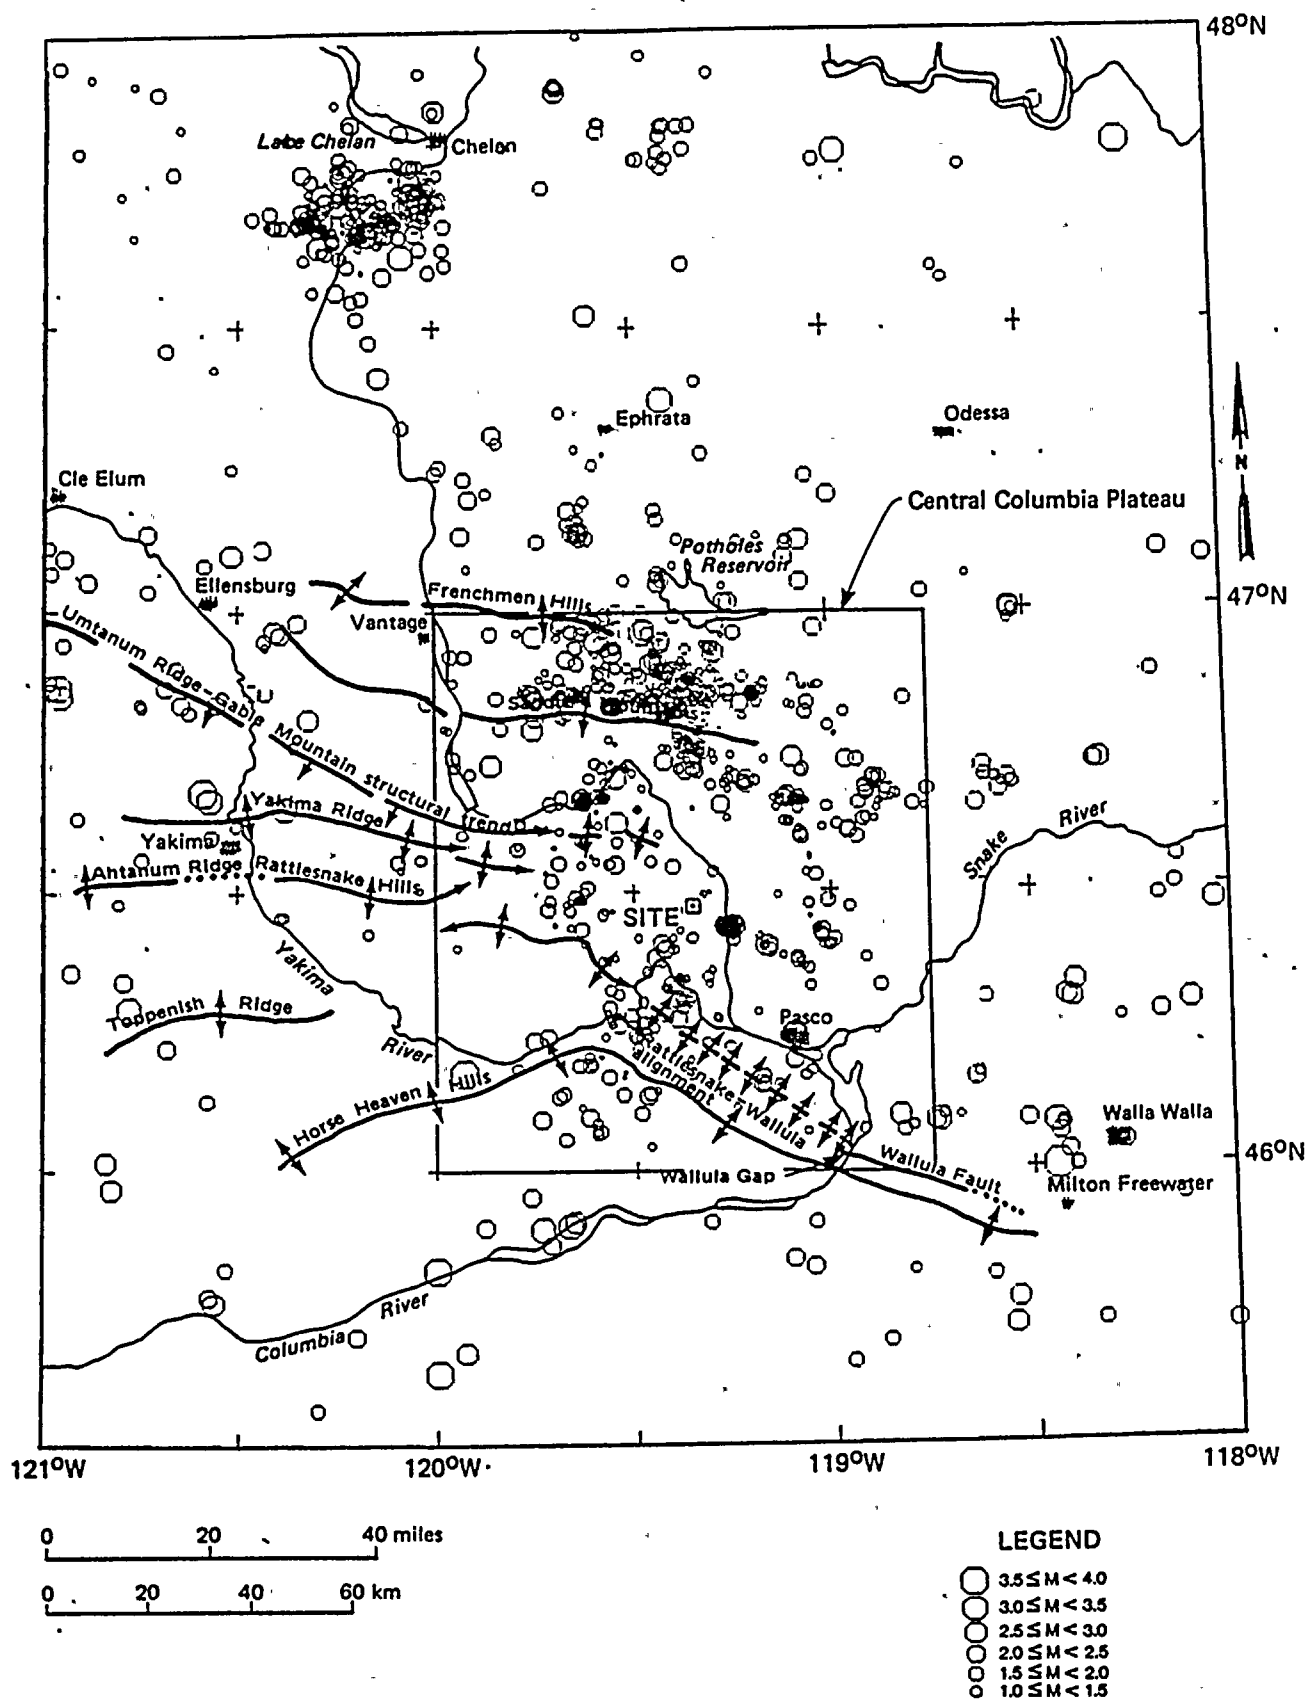 48°N
Lake Chelan
Chelan
Ephrata
Odessa
Cle Elum
Central Columbia Plateau
N
Potholes
Reservoir
Ellensburg
Frenchmen Hills
47°N
Vantage
Umtanum Ridge-Gable Mountain structural trend
Saddle Mountains
Yakima Ridge
Yakima
Snake River
Ahtanum Ridge Rattlesnake Hills
SITE
Yakima River
Toppenish Ridge
Pasco
Rattlesnake-Wallula
alignment
Horse Heaven Hills
Walla Walla
46°N
Wallula Gap
Wallula Fault
Milton Freewater
Columbia River
121°W
120°W
119°W
118°W
0 20 40 miles
0 20 40 60 km
LEGEND
3.5 ≤ M < 4.0
3.0 ≤ M < 3.5
2.5 ≤ M < 3.0
2.0 ≤ M < 2.5
1.5 ≤ M < 2.0
1.0 ≤ M < 1.5